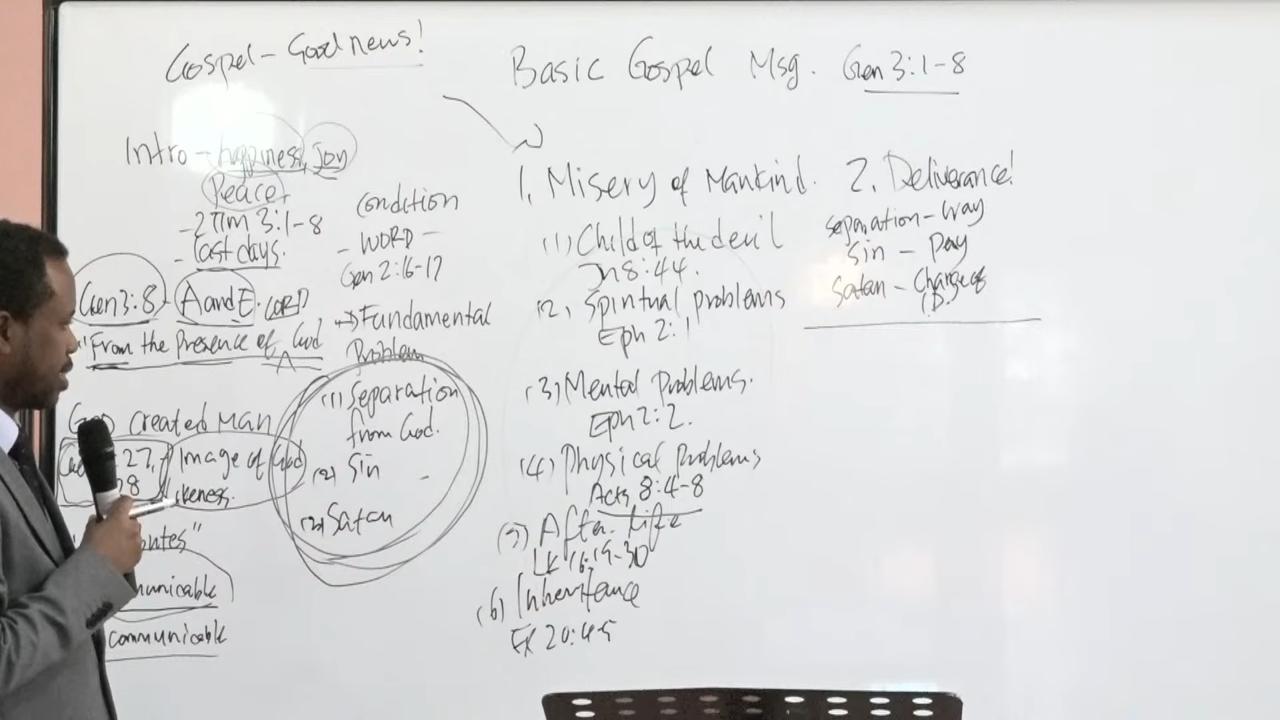 Gospel - Good news!
Intro - happiness, Joy
Peace,
- 2 Tim 3:1-8
- last days.
Gen 3:8 - A and E.
"From the Presence of God
God created Man
27, Image of God
8 likeness.
communicable
condition
- WORD -
Gen 2:16-17
Fundamental
Problem
(1) Separation
from God.
(2) Sin
(3) Satan
Basic Gospel Msg. Gen 3:1-8
1. Misery of Mankind.
(1) Child of the devil
Jn 8:44.
(2) Spiritual problems
Eph 2:1
(3) Mental Problems.
Eph 2:2.
(4) Physical Problems
Acts 8:4-8
(5) After life
Lk 16:19-30
(6) Inheritance
Ex 20:4-5
2. Deliverance!
Separation - Way
Sin - Pay
Satan - Change of